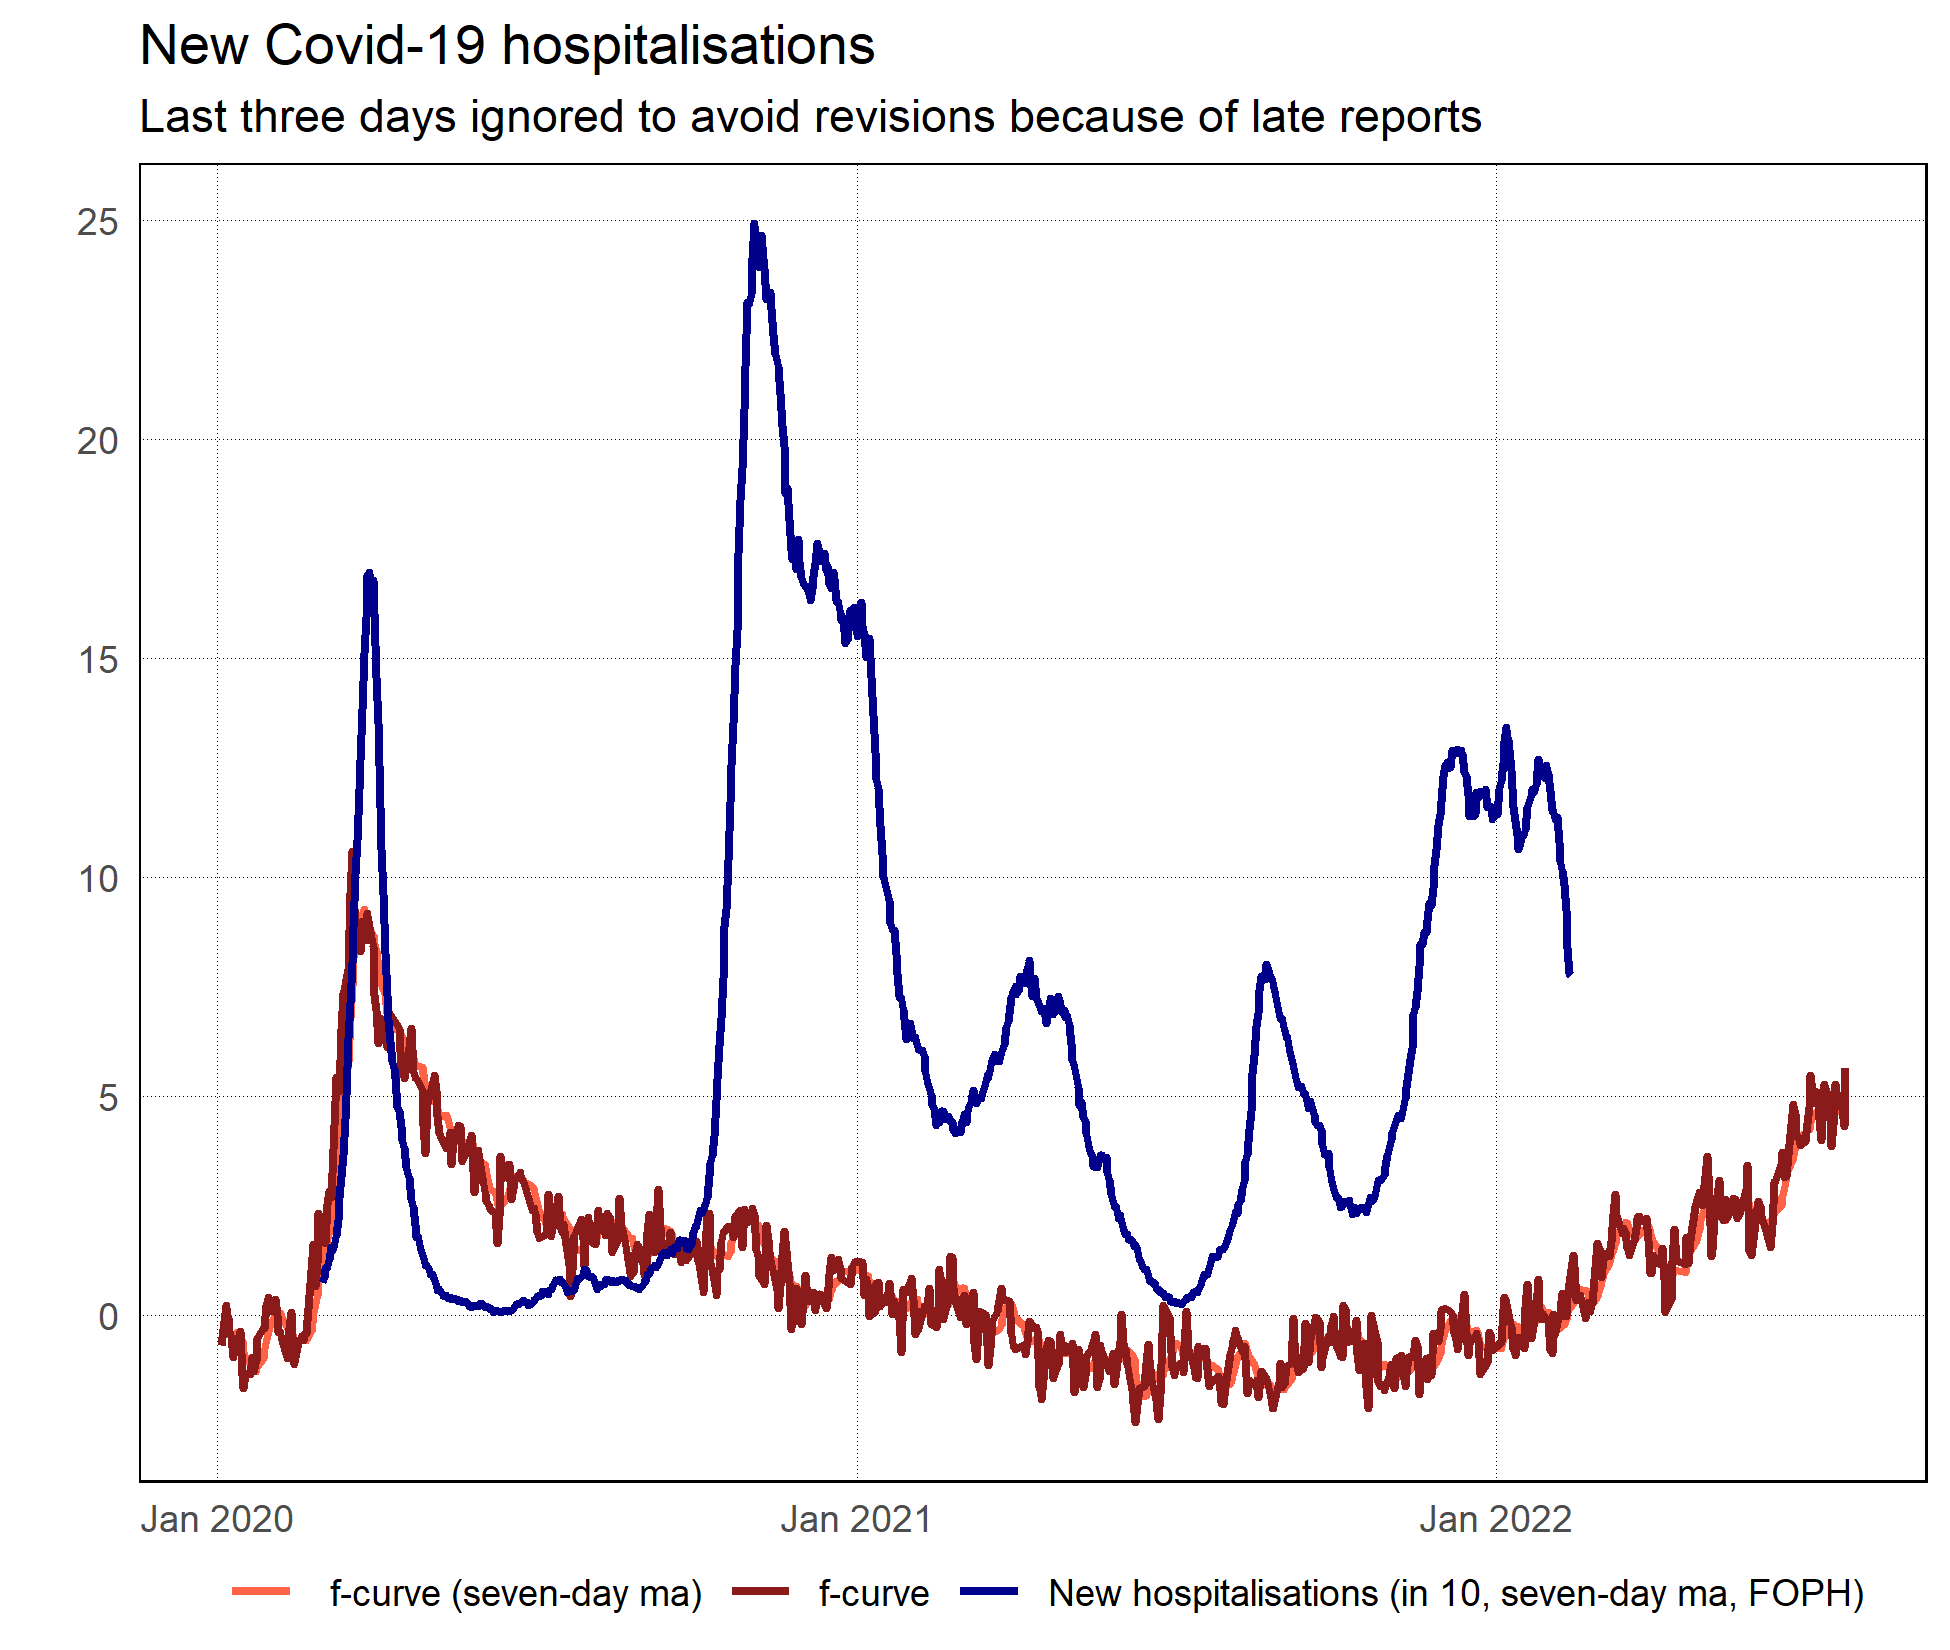 New Covid-19 hospitalisations
Last three days ignored to avoid revisions because of late reports
25
20
15
10
5
0
Jan 2020 Jan 2021 Jan 2022
f-curve (seven-day ma) f-curve New hospitalisations (in 10, seven-day ma, FOPH)